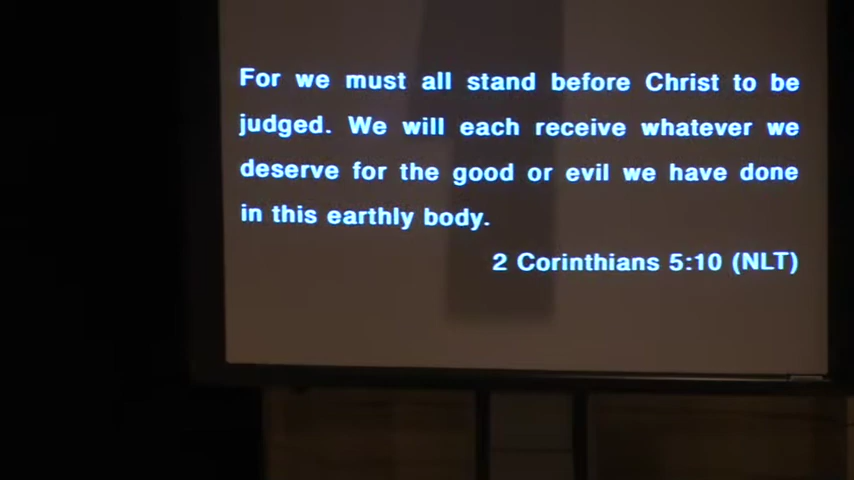 For we must all stand before Christ to be
judged. We will each receive whatever we
deserve for the good or evil we have done
in this earthly body.
2 Corinthians 5:10 (NLT)